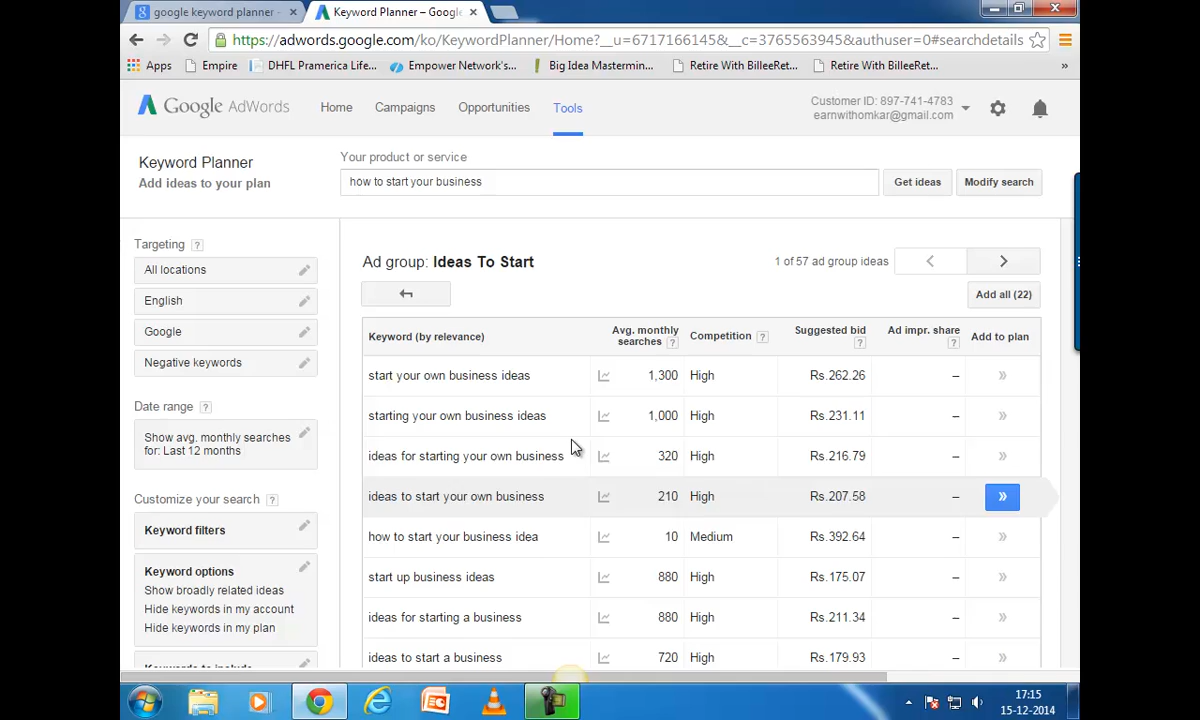 google keyword planner -
Keyword Planner – Google
https://adwords.google.com/ko/KeywordPlanner/Home?__u=6717166145&__c=3765563945&authuser=0#searchdetails
Apps
Empire
DHFL Pramerica Life...
Empower Network's...
Big Idea Mastermin...
Retire With BilleeRet...
Retire With BilleeRet...
»
Google AdWords
Home
Campaigns
Opportunities
Tools
Customer ID: 897-741-4783
earnwithomkar@gmail.com
Keyword Planner
Add ideas to your plan
Your product or service
how to start your business
Get ideas
Modify search
Targeting ?
All locations
English
Google
Negative keywords
Date range ?
Show avg. monthly searches
for: Last 12 months
Customize your search ?
Keyword filters
Keyword options
Show broadly related ideas
Hide keywords in my account
Hide keywords in my plan
Keywords to include
Ad group: Ideas To Start
1 of 57 ad group ideas
Add all (22)
Keyword (by relevance) Avg. monthly searches ? Competition ? Suggested bid ? Ad impr. share ? Add to plan
start your own business ideas 1,300 High Rs.262.26 – »
starting your own business ideas 1,000 High Rs.231.11 – »
ideas for starting your own business 320 High Rs.216.79 – »
ideas to start your own business 210 High Rs.207.58 – »
how to start your business idea 10 Medium Rs.392.64 – »
start up business ideas 880 High Rs.175.07 – »
ideas for starting a business 880 High Rs.211.34 – »
ideas to start a business 720 High Rs.179.93 – »
17:15
15-12-2014